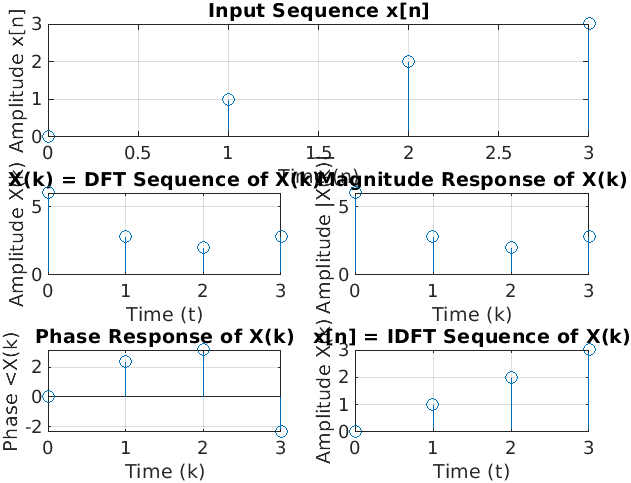 Input Sequence x[n]
Amplitude x[n]
3
2
1
0
0 0.5 1 1.5 2 2.5 3
X(k) = DFT Sequence of X(k)
Amplitude X(k)
5
0
0 1 2 3
Time (t)
Magnitude Response of X(k)
Amplitude |X(k)|
5
0
0 1 2 3
Time (k)
Phase Response of X(k)
Phase <X(k)
2
0
-2
0 1 2 3
Time (k)
x[n] = IDFT Sequence of X(k)
Amplitude X(k)
3
2
1
0
0 1 2 3
Time (t)